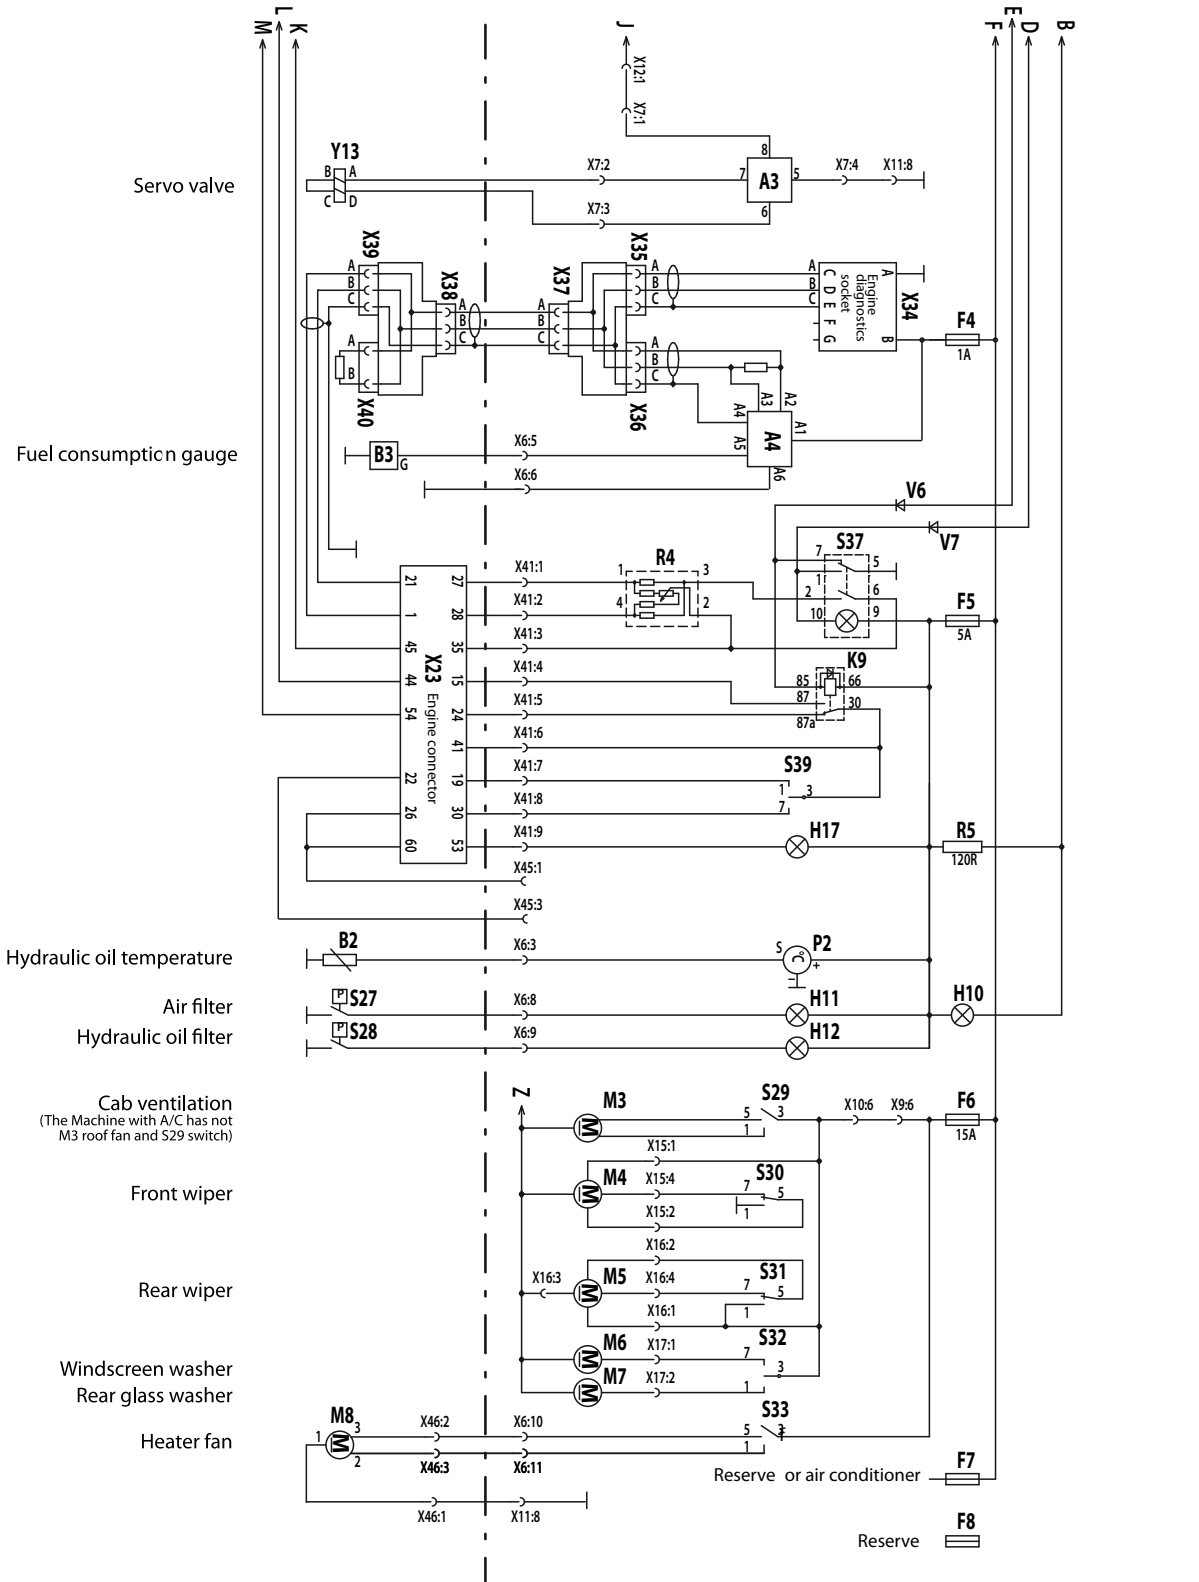 M L K J F E D B
X12:1
X7:1
Y13
B A
C D
Servo valve
X7:2
7 8 A3 5 6
X7:4 X11:8
X7:3
X39
A
B
C
X38
A
B
C
X37
X35
A
B
C
A C A
B D
C E
F
G B
Engine diagnostics socket
X34
F4
1A
A
B
X40
A
B
C
X36
A3 A2
A4 A1
A4
A5
A6
Fuel consumption gauge
B3
G
X6:5
X6:6
V6
V7
S37
7 5
1
2 6
10 9
R4
1 3
4 2
F5
5A
X41:1
X41:2
X41:3
X41:4
X41:5
X41:6
X41:7
X41:8
X41:9
X45:1
X45:3
21 27
1 28
45 35
44 15
54 24
41
22 19
26 30
60 53
X23
Engine connector
K9
85 66
87 30
87a
S39
1 3
7
H17
R5
120R
Hydraulic oil temperature
B2
X6:3
S P2
°C
+
−
Air filter
P S27
X6:8
H11
H10
Hydraulic oil filter
P S28
X6:9
H12
Cab ventilation
(The Machine with A/C has not
M3 roof fan and S29 switch)
Z
M3
M
S29
5 3
1
X10:6 X9:6
F6
15A
X15:1
Front wiper
M4
M
X15:4
S30
7 5
1
X15:2
X16:2
Rear wiper
X16:3
M5
M
X16:4
S31
7 5
1
X16:1
Windscreen washer
M6
M
X17:1
S32
7 3
1
Rear glass washer
M7
M
X17:2
Heater fan
M8
M
1 3
2
X46:2 X6:10
S33
5 3
1
X46:3 X6:11
X46:1 X11:8
Reserve or air conditioner
F7
Reserve
F8